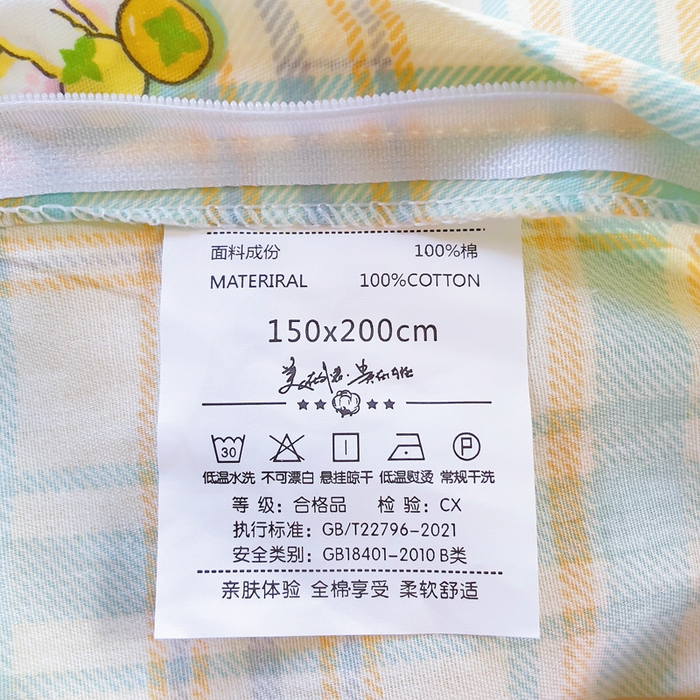 面料成份 100%棉
MATERIRAL 100%COTTON
150x200cm
30 P
低温水洗 不可漂白 悬挂晾干 低温熨烫 常规干洗
等 级：合格品 检 验：CX
执行标准：GB/T22796-2021
安全类别：GB18401-2010 B类
亲肤体验 全棉享受 柔软舒适